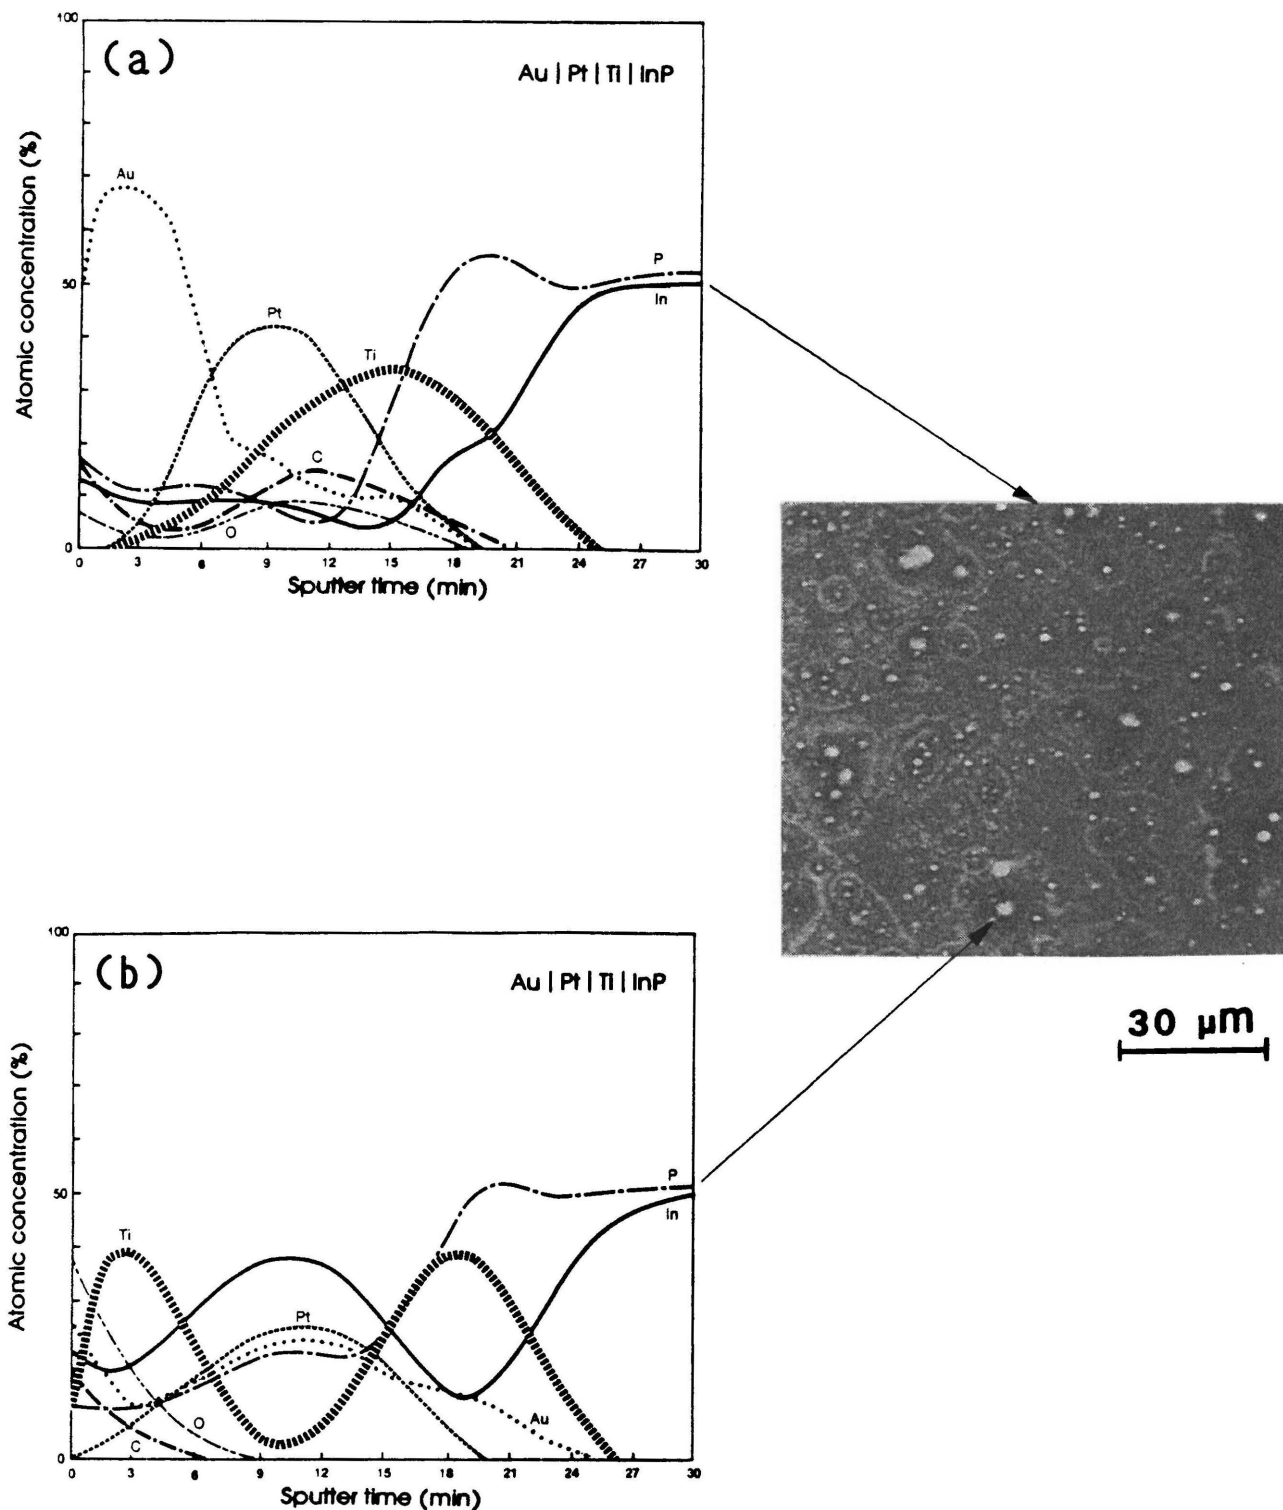 100
(a)
Au | Pt | Ti | InP
Atomic concentration (%)
Au
P
50
In
Pt
Ti
C
O
0
0 3 6 9 12 15 18 21 24 27 30
Sputter time (min)
30 µm
100
(b)
Au | Pt | Ti | InP
Atomic concentration (%)
P
50
In
Ti
Pt
Au
O
C
0
0 3 6 9 12 15 18 21 24 27 30
Sputter time (min)